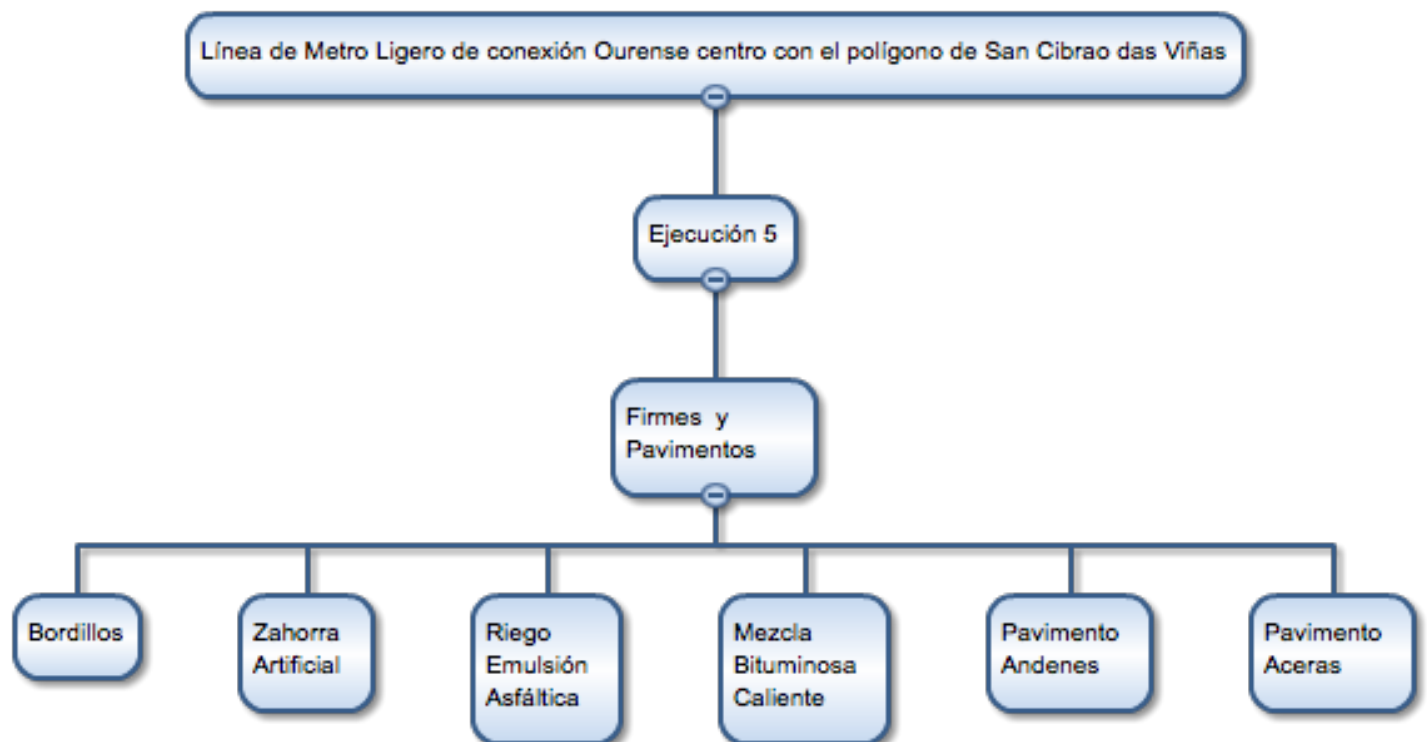 Línea de Metro Ligero de conexión Ourense centro con el polígono de San Cibrao das Viñas
Ejecución 5
Firmes y
Pavimentos
Bordillos
Zahorra
Artificial
Riego
Emulsión
Asfáltica
Mezcla
Bituminosa
Caliente
Pavimento
Andenes
Pavimento
Aceras